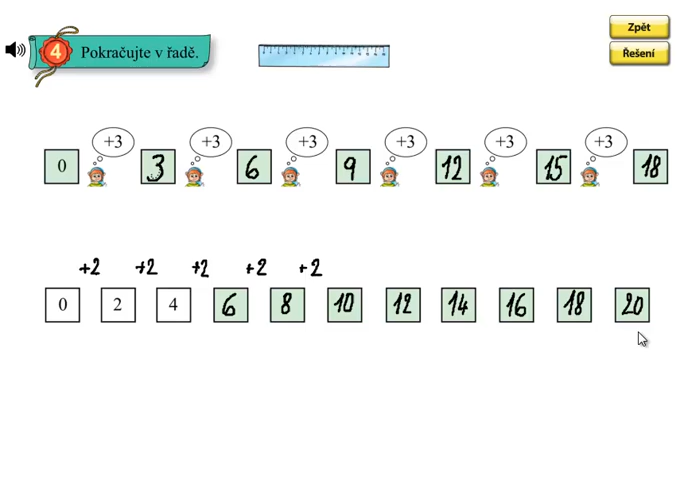 Zpět
4 Pokračujte v řadě.
Řešení
+3 +3 +3 +3 +3 +3
0 3 6 9 12 15 18
+2 +2 +2 +2 +2
0 2 4 6 8 10 12 14 16 18 20